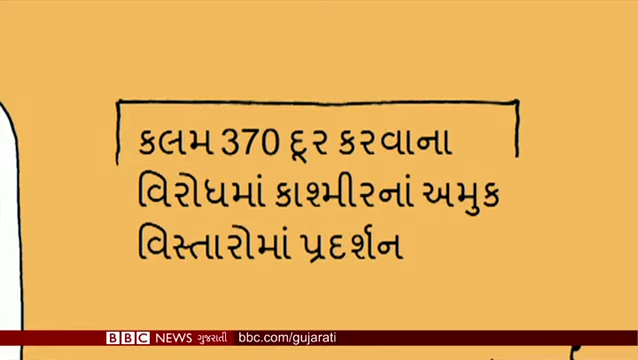 કલમ 370 દૂર કરવાના
વિરોધમાં કાશ્મીરનાં અમુક
વિસ્તારોમાં પ્રદર્શન
BBC NEWS ગુજરાતી bbc.com/gujarati